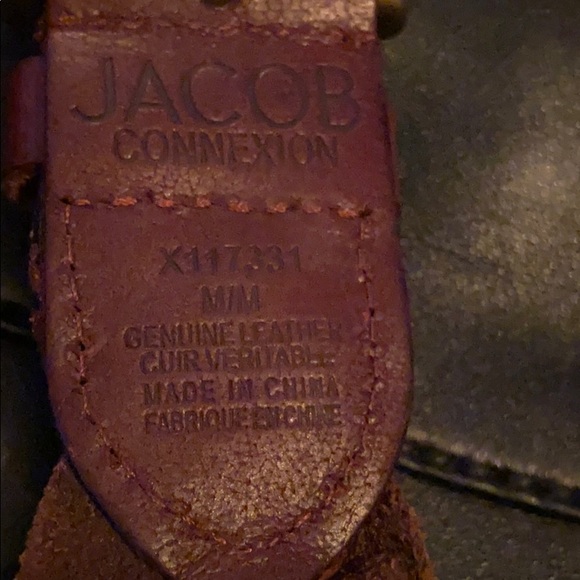 JACOB
CONNEXION
X117331
M/M
GENUINE LEATHER
CUIR VERITABLE
MADE IN CHINA
FABRIQUE EN CHINE